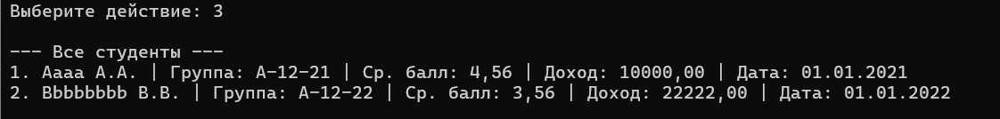 Выберите действие: 3
--- Все студенты ---
1. Аааа А.А. | Группа: А-12-21 | Ср. балл: 4,56 | Доход: 10000,00 | Дата: 01.01.2021
2. Bbbbbbbb В.В. | Группа: А-12-22 | Ср. балл: 3,56 | Доход: 22222,00 | Дата: 01.01.2022